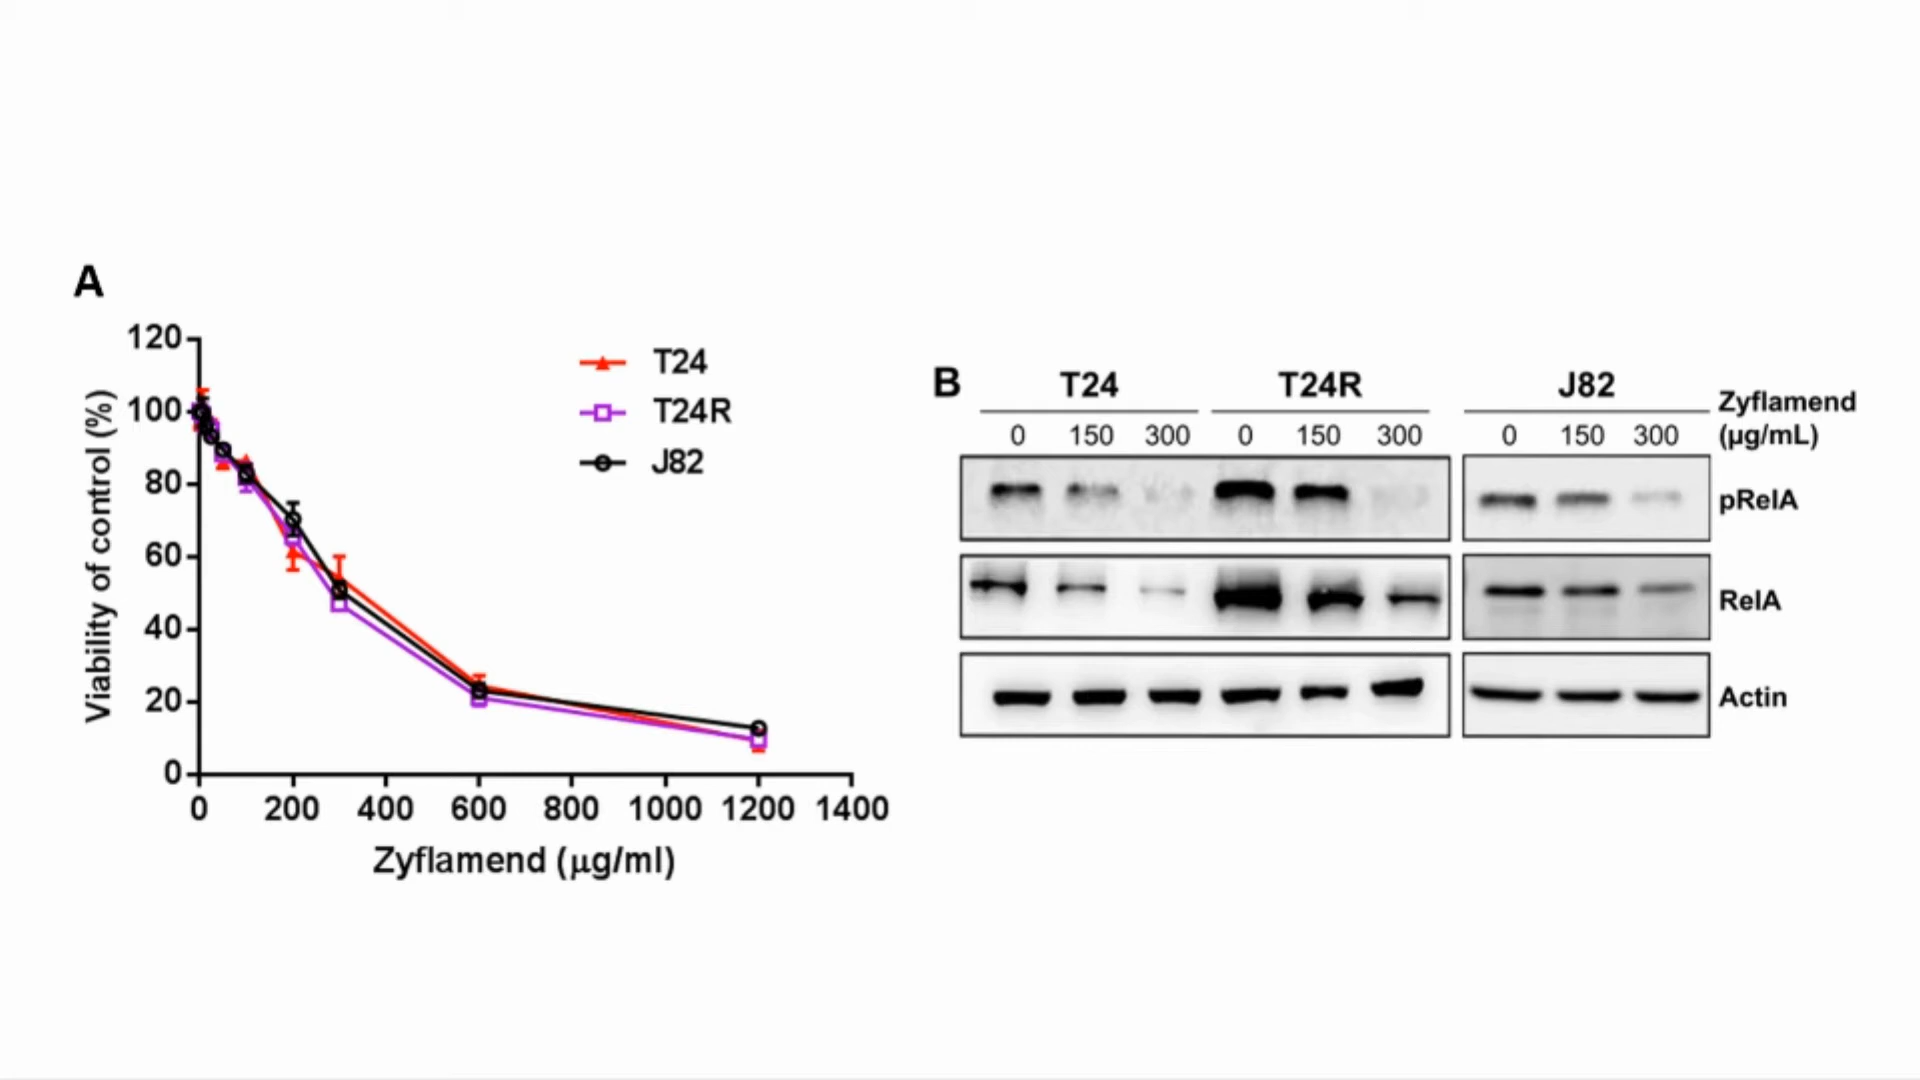 A
120
100
80
60
40
20
0
Viability of control (%)
T24
T24R
J82
0 200 400 600 800 1000 1200 1400
Zyflamend (μg/ml)
B
T24 T24R J82
Zyflamend
(μg/mL)
0 150 300 0 150 300 0 150 300
pRelA
RelA
Actin